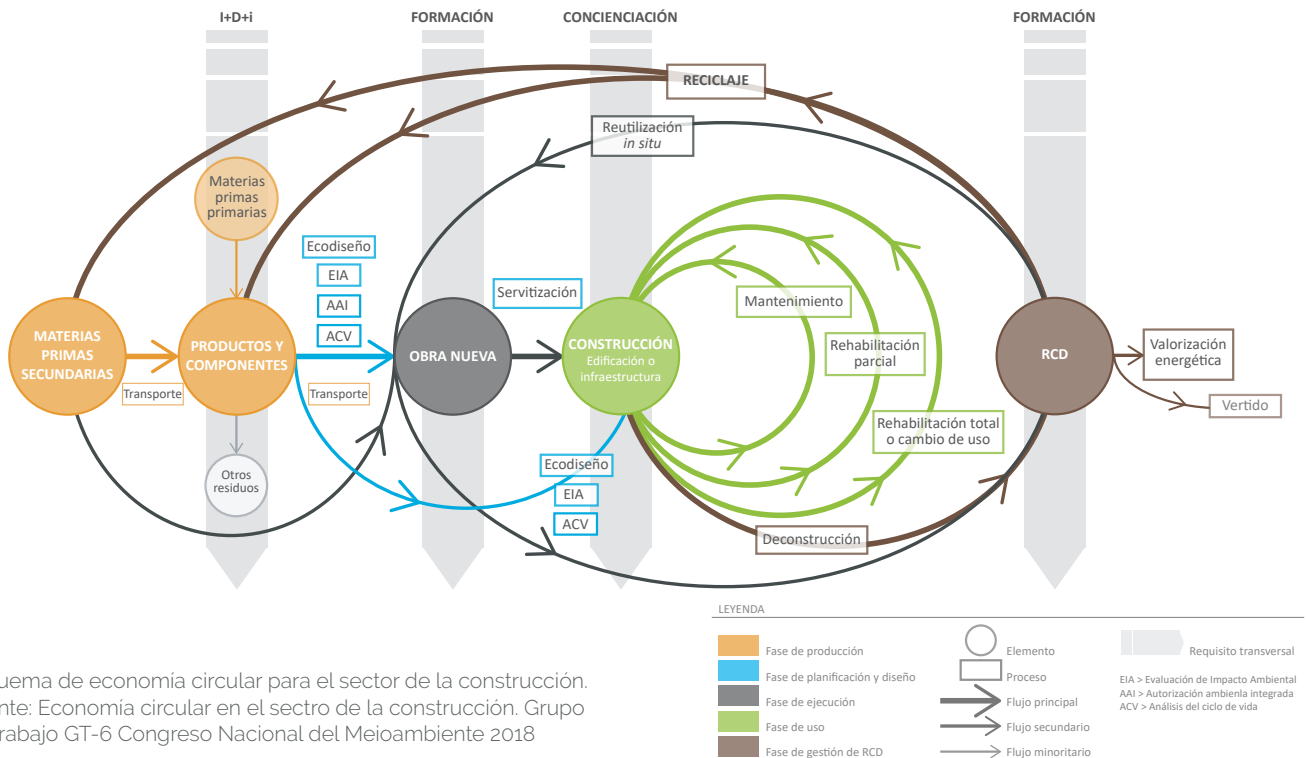 I+D+i
FORMACIÓN
CONCIENCIACIÓN
FORMACIÓN
RECICLAJE
Reutilización
in situ
Materias
primas
primarias
Ecodiseño
EIA
AAI
ACV
Servitización
Mantenimiento
Rehabilitación
parcial
Rehabilitación total
o cambio de uso
MATERIAS
PRIMAS
SECUNDARIAS
Transporte
PRODUCTOS Y
COMPONENTES
Transporte
OBRA NUEVA
CONSTRUCCIÓN
Edificación o
infraestructura
RCD
Valorización
energética
Vertido
Otros
residuos
Ecodiseño
EIA
ACV
Deconstrucción
LEYENDA
Fase de producción
Fase de planificación y diseño
Fase de ejecución
Fase de uso
Fase de gestión de RCD
Elemento
Proceso
Flujo principal
Flujo secundario
Flujo minoritario
Requisito transversal
EIA > Evaluación de Impacto Ambiental
AAI > Autorización ambienla integrada
ACV > Análisis del ciclo de vida
uema de economía circular para el sector de la construcción.
nte: Economía circular en el sectro de la construcción. Grupo
rabajo GT-6 Congreso Nacional del Meioambiente 2018